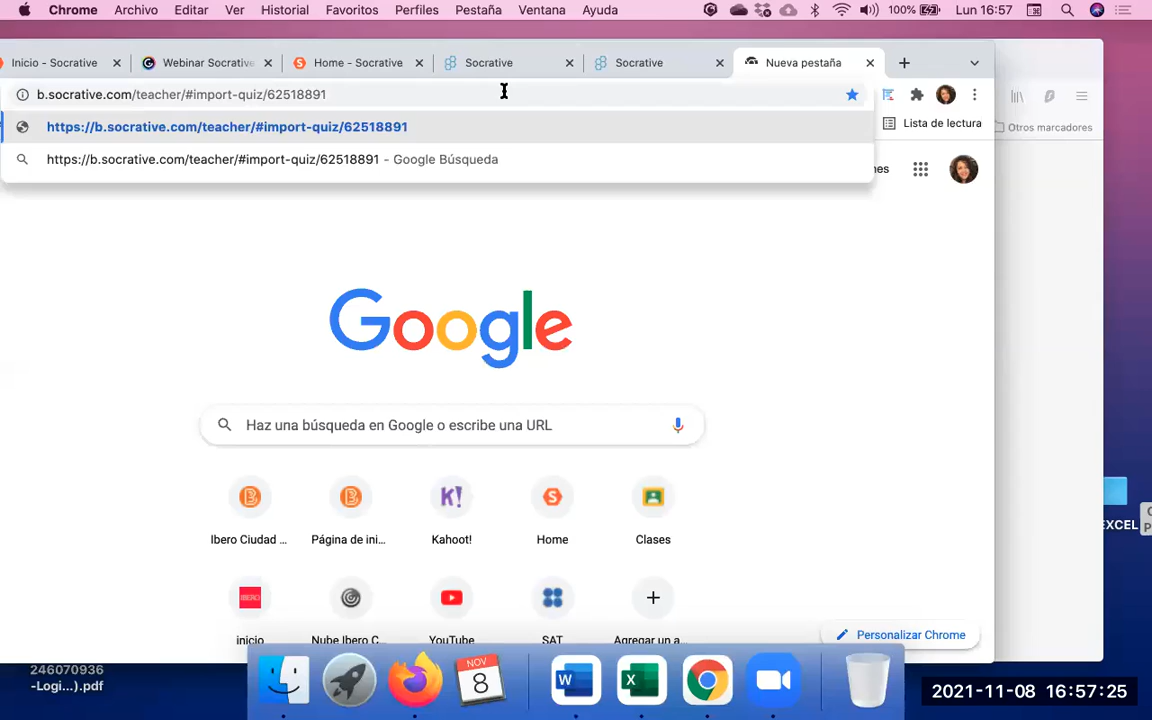 Chrome Archivo Editar Ver Historial Favoritos Perfiles Pestaña Ventana Ayuda 100% Lun 16:57
Inicio - Socrative Webinar Socrative Home - Socrative Socrative Socrative Nueva pestaña
b.socrative.com/teacher/#import-quiz/62518891
https://b.socrative.com/teacher/#import-quiz/62518891
Lista de lectura
Otros marcadores
https://b.socrative.com/teacher/#import-quiz/62518891 - Google Búsqueda
nes
Google
Haz una búsqueda en Google o escribe una URL
K!
S
Ibero Ciudad ... Página de ini... Kahoot! Home Clases
EXCEL
IBERO
inicio Nube Ibero C... YouTube SAT Agregar un a...
Personalizar Chrome
246070936
-Logi...).pdf
NOV
8
W
X
2021-11-08 16:57:25